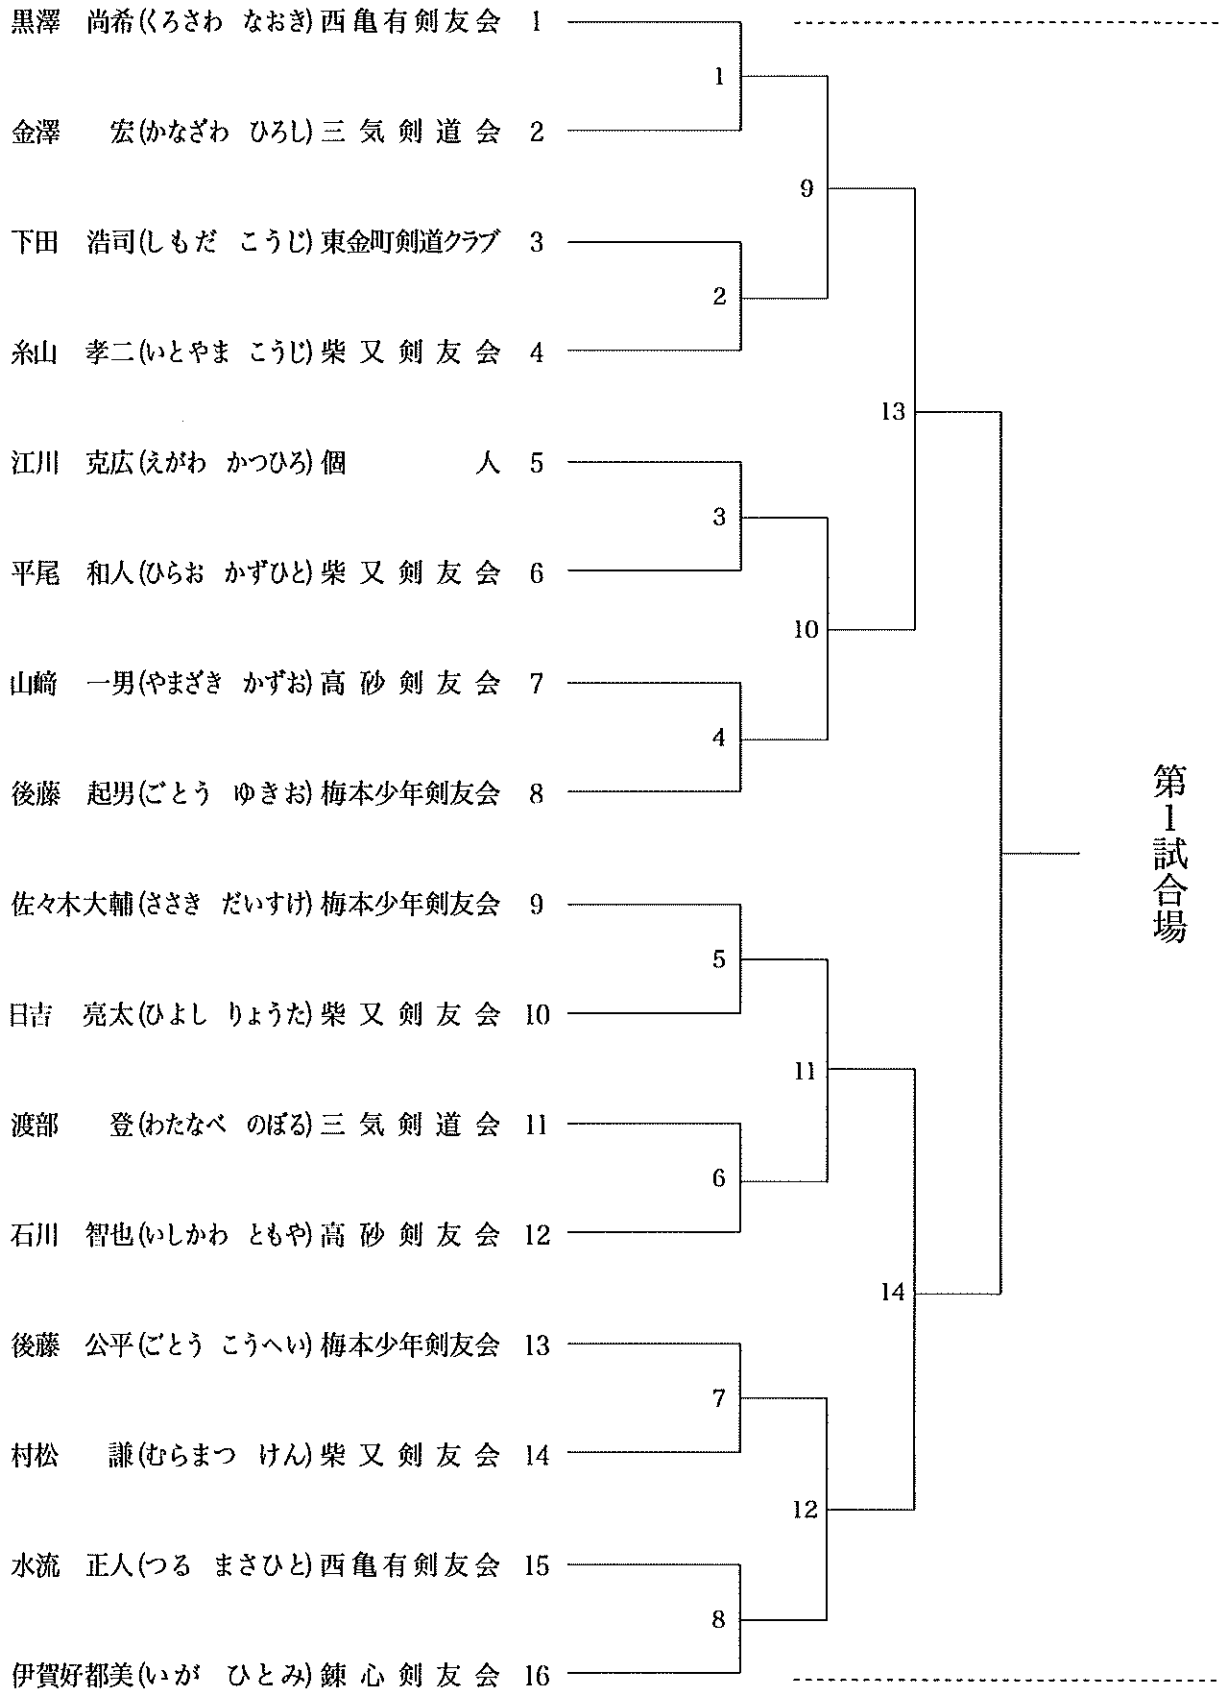 黒澤　尚希(くろさわ　なおき) 西亀有剣友会　1
1
金澤　　宏(かなざわ　ひろし) 三気剣道会　2
9
下田　浩司(しもだ　こうじ) 東金町剣道クラブ　3
2
糸山　孝二(いとやま　こうじ) 柴又剣友会　4
13
江川　克広(えがわ　かつひろ) 個人　5
3
平尾　和人(ひらお　かずひと) 柴又剣友会　6
10
山﨑　一男(やまざき　かずお) 高砂剣友会　7
4
後藤　起男(ごとう　ゆきお) 梅本少年剣友会　8
第1試合場
佐々木大輔(ささき　だいすけ) 梅本少年剣友会　9
5
日吉　亮太(ひよし　りょうた) 柴又剣友会　10
11
渡部　　登(わたなべ　のぼる) 三気剣道会　11
6
石川　智也(いしかわ　ともや) 高砂剣友会　12
14
後藤　公平(ごとう　こうへい) 梅本少年剣友会　13
7
村松　　謙(むらまつ　けん) 柴又剣友会　14
12
水流　正人(つる　まさひと) 西亀有剣友会　15
8
伊賀好都美(いが　ひとみ) 錬心剣友会　16